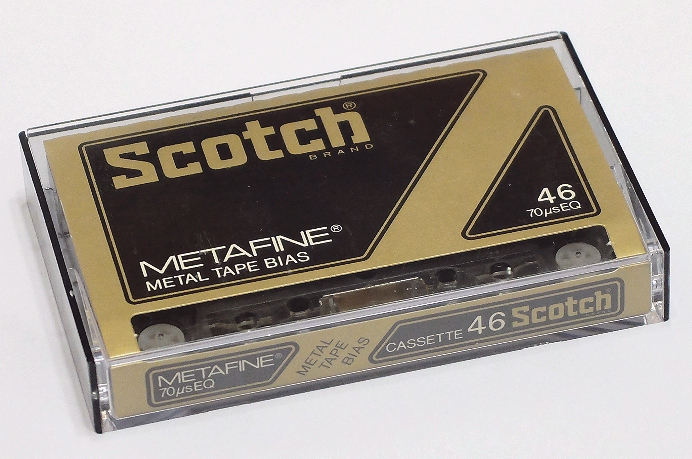 Scotch®
BRAND
METAFINE®
METAL TAPE BIAS
46
70μsEQ
METAFINE®
70μsEQ
METAL
TAPE
BIAS
CASSETTE 46 Scotch®